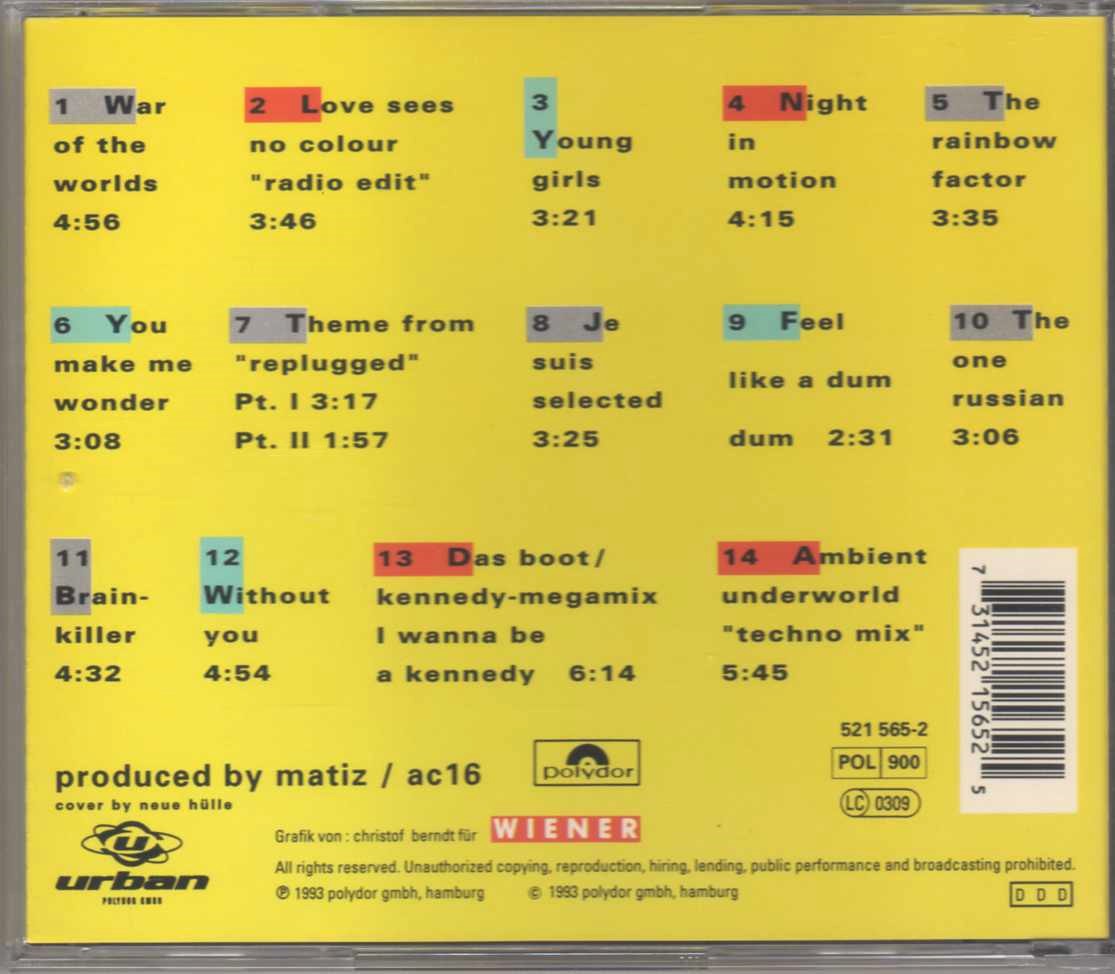 1 War
of the
worlds
4:56
2 Love sees
no colour
"radio edit"
3:46
3
Young
girls
3:21
4 Night
in
motion
4:15
5 The
rainbow
factor
3:35
6 You
make me
wonder
3:08
7 Theme from
"replugged"
Pt. I 3:17
Pt. II 1:57
8 Je
suis
selected
3:25
9 Feel
like a dum
dum 2:31
10 The
one
russian
3:06
11
Brain-
killer
4:32
12
Without
you
4:54
13 Das boot/
kennedy-megamix
I wanna be
a kennedy 6:14
14 Ambient
underworld
"techno mix"
5:45
7 31452 15652 5
521 565-2
POL 900
LC 0309
polydor
produced by matiz / ac16
cover by neue hülle
u
urban
POLYDOR GMBH
Grafik von : christof berndt für WIENER
All rights reserved. Unauthorized copying, reproduction, hiring, lending, public performance and broadcasting prohibited.
℗ 1993 polydor gmbh, hamburg © 1993 polydor gmbh, hamburg
D D D